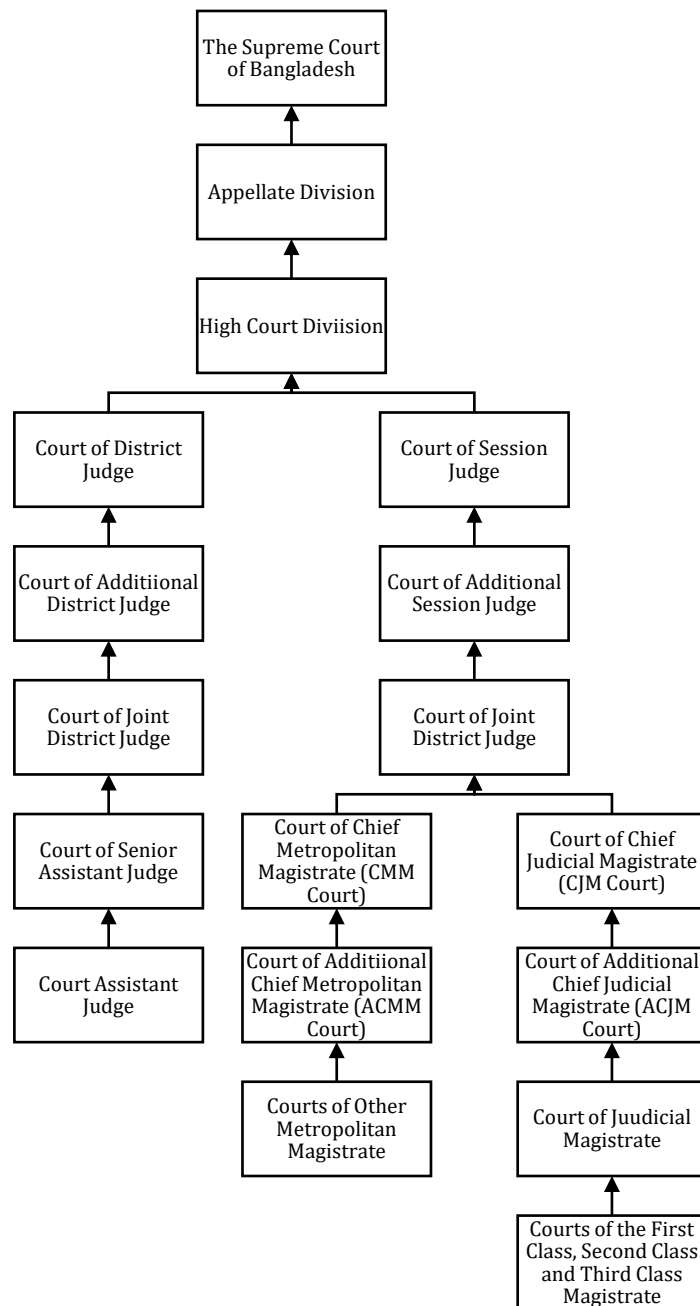 The Supreme Court
of Bangladesh
Appellate Division
High Court Diviision
Court of District
Judge
Court of Session
Judge
Court of Additiional
District Judge
Court of Additional
Session Judge
Court of Joint
District Judge
Court of Joint
District Judge
Court of Senior
Assistant Judge
Court of Chief
Metropolitan
Magistrate (CMM
Court)
Court of Chief
Judicial Magistrate
(CJM Court)
Court Assistant
Judge
Court of Additiional
Chief Metropolitan
Magistrate (ACMM
Court)
Court of Additional
Chief Judicial
Magistrate (ACJM
Court)
Courts of Other
Metropolitan
Magistrate
Court of Juudicial
Magistrate
Courts of the First
Class, Second Class
and Third Class
Magistrate